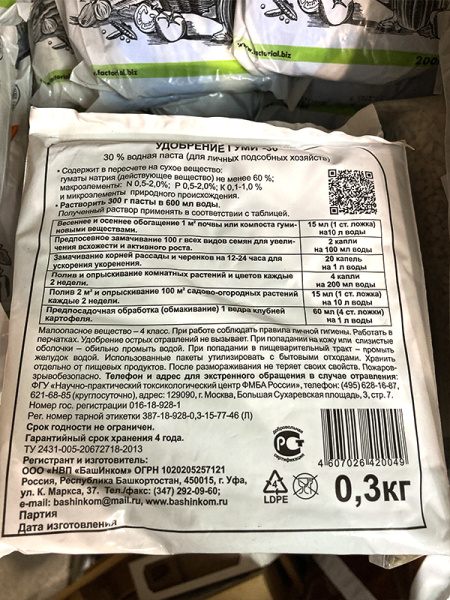 www.factorial.biz
.factorial.biz
200
УДОБРЕНИЕ ГУМИ -30
30 % водная паста (для личных подсобных хозяйств)
• Содержит в пересчете на сухое вещество:
гуматы натрия (действующее вещество) не менее 60 %;
макроэлементы: N 0,5-2,0%; P 0,5-2,0%; K 0,1-1,0 %
и микроэлементы природного происхождения.
• Растворить 300 г пасты в 600 мл воды.
Полученный раствор применять в соответствии с таблицей.
Весеннее и осеннее обогащение 1 м² почвы или компоста гуми- 15 мл (1 ст. ложка)
новыми веществами. на10 л воды
Предпосевное замачивание 100 г всех видов семян для увели- 2 капли
чения всхожести и активного роста. на 100 мл воды
Замачивание корней рассады и черенков на 12-24 часа для 20 капель
ускорения укоренения. на 1 л воды
Полив и опрыскивание комнатных растений и цветов каждые 4 капли
2 недели. на 200 мл воды
Полив 2 м² и опрыскивание 100 м² садово-огородных растений 15 мл (1 ст. ложка)
каждые 2 недели. на 10 л воды
Предпосадочная обработка (обмакивание) 1 ведра клубней 60 мл (4 ст. ложки)
картофеля. на 1 л воды
Малоопасное вещество – 4 класс. При работе соблюдать правила личной гигиены. Работать в
перчатках. Удобрение острых отравлений не вызывает. При попадании на кожу или слизистые
оболочки – обильно промыть водой. При попадании в пищеварительный тракт – промыть
желудок водой. Использованные пакеты утилизировать с бытовыми отходами. Хранить
отдельно от пищевых продуктов. После размораживания не теряет своих свойств. Пожаро-
взрывобезопасно. Телефон и адрес для экстренного обращения в случае отравления:
ФГУ «Научно-практический токсикологический центр ФМБА России», телефон: (495) 628-16-87,
621-68-85 (круглосуточно), адрес: 129090, г. Москва, Большая Сухаревская площадь, 3, стр.7.
Номер гос. регистрации 016-18-928-1
Рег. номер тарной этикетки 387-18-928-0,3-15-77-46 (Л)
Срок годности не ограничен.
Гарантийный срок хранения 4 года.
ТУ 2431-005-20672718-2013
Регистрант и изготовитель:
ООО «НВП «БашИнком» ОГРН 1020205257121
Россия, Республика Башкортостан, 450015, г. Уфа,
ул. К. Маркса, 37. Тел./факс: (347) 292-09-60;
e-mail: bashinkom@mail.ru, www.bashinkom.ru
Партия
Дата изготовления
добровольная
сертификация
4
LDPE
4 607026 420049
0,3кг